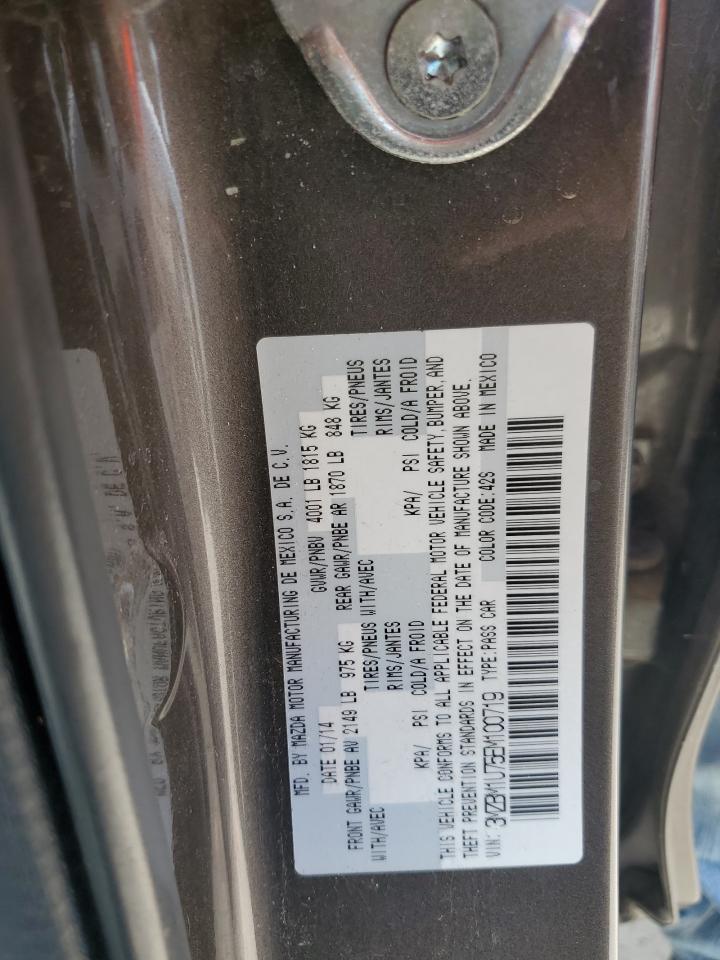 MFD. BY MAZDA MOTOR MANUFACTURING DE MEXICO S.A. DE C.V.
DATE 01/14 GVWR/PNBV 4001 LB 1815 KG
FRONT GAWR/PNBE AV 2149 LB 975 KG REAR GAWR/PNBE AR 1870 LB 848 KG
WITH/AVEC TIRES/PNEUS WITH/AVEC TIRES/PNEUS
RIMS/JANTES RIMS/JANTES
KPA/ PSI COLD/A FROID KPA/ PSI COLD/A FROID
THIS VEHICLE CONFORMS TO ALL APPLICABLE FEDERAL MOTOR VEHICLE SAFETY, BUMPER, AND
THEFT PREVENTION STANDARDS IN EFFECT ON THE DATE OF MANUFACTURE SHOWN ABOVE.
VIN: 3MZBM1U75EM100719 TYPE:PASS CAR COLOR CODE:42S MADE IN MEXICO